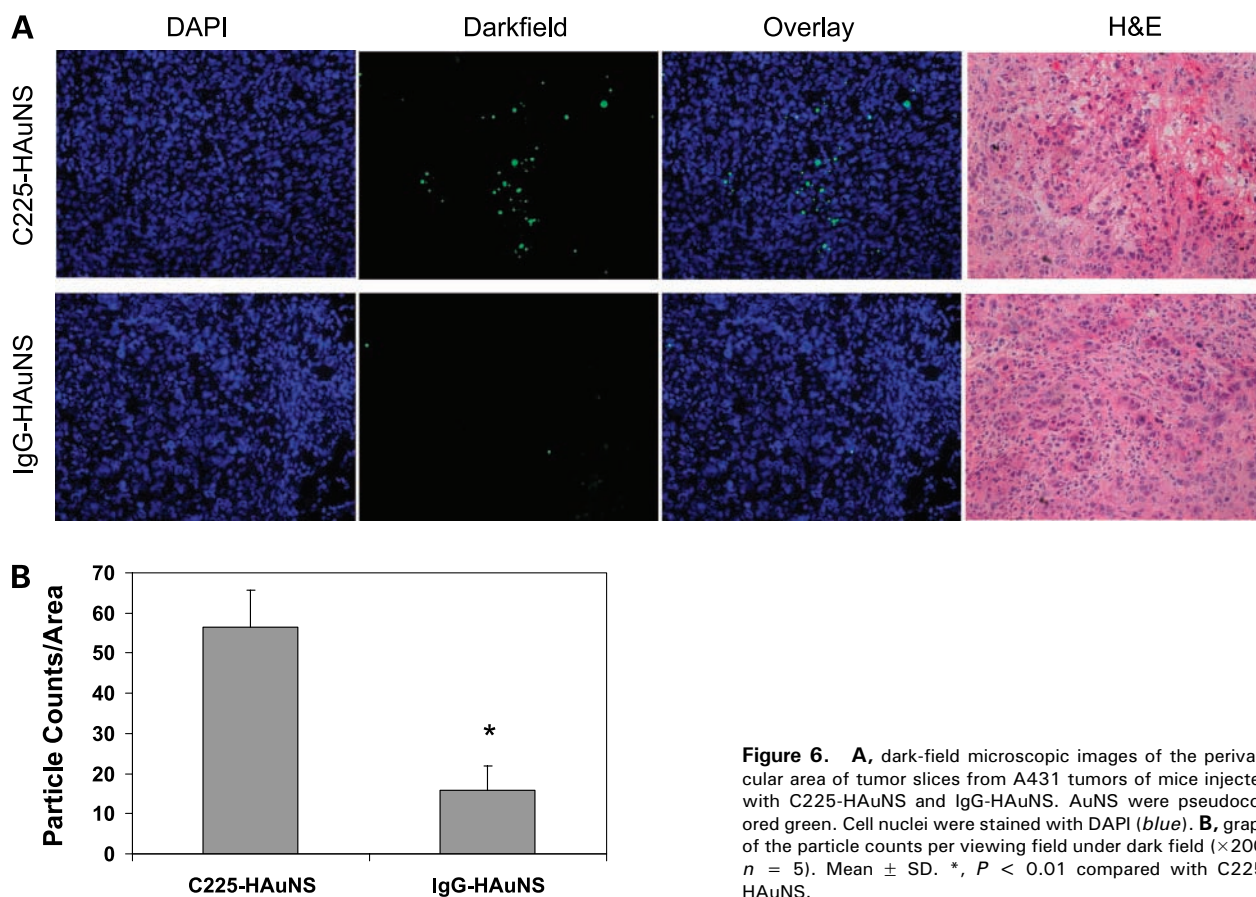 A
DAPI Darkfield Overlay H&E
C225-HAuNS
IgG-HAuNS
B
Particle Counts/Area
70
60
50
40
30
20
10
0
*
C225-HAuNS IgG-HAuNS
Figure 6. A, dark-field microscopic images of the perivas
cular area of tumor slices from A431 tumors of mice injecte
with C225-HAuNS and IgG-HAuNS. AuNS were pseudoco
ored green. Cell nuclei were stained with DAPI (blue). B, grap
of the particle counts per viewing field under dark field (×200
n = 5). Mean ± SD. *, P < 0.01 compared with C225
HAuNS.